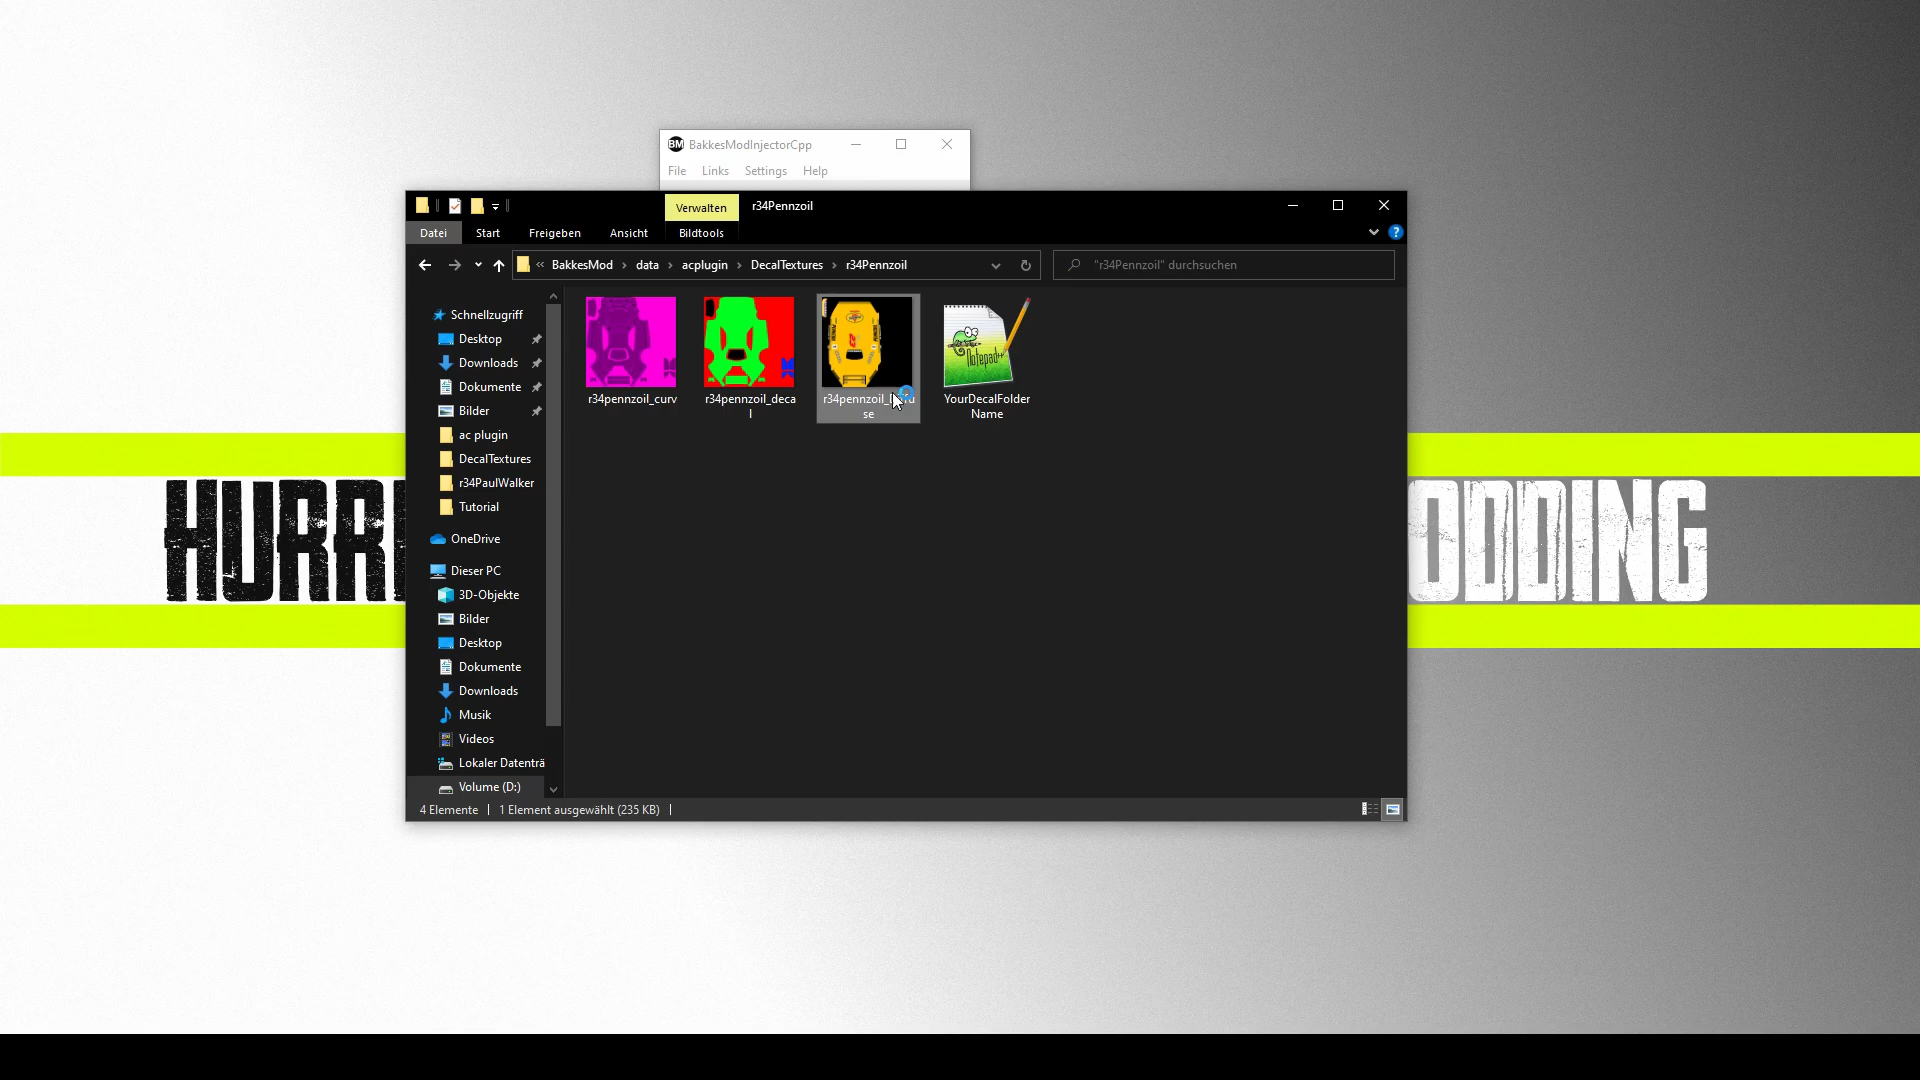 BM BakkesModInjectorCpp
File Links Settings Help
Verwalten r34Pennzoil
Datei Start Freigeben Ansicht Bildtools
« BakkesMod › data › acplugin › DecalTextures › r34Pennzoil
"r34Pennzoil" durchsuchen
Schnellzugriff
Desktop
Downloads
Dokumente
Bilder
ac plugin
DecalTextures
r34PaulWalker
Tutorial
OneDrive
Dieser PC
3D-Objekte
Bilder
Desktop
Dokumente
Downloads
Musik
Videos
Lokaler Datenträ
Volume (D:)
r34pennzoil_curv
r34pennzoil_deca
l
se
Notepad++
YourDecalFolder
Name
HURR
ODDING
4 Elemente
1 Element ausgewählt (235 KB)